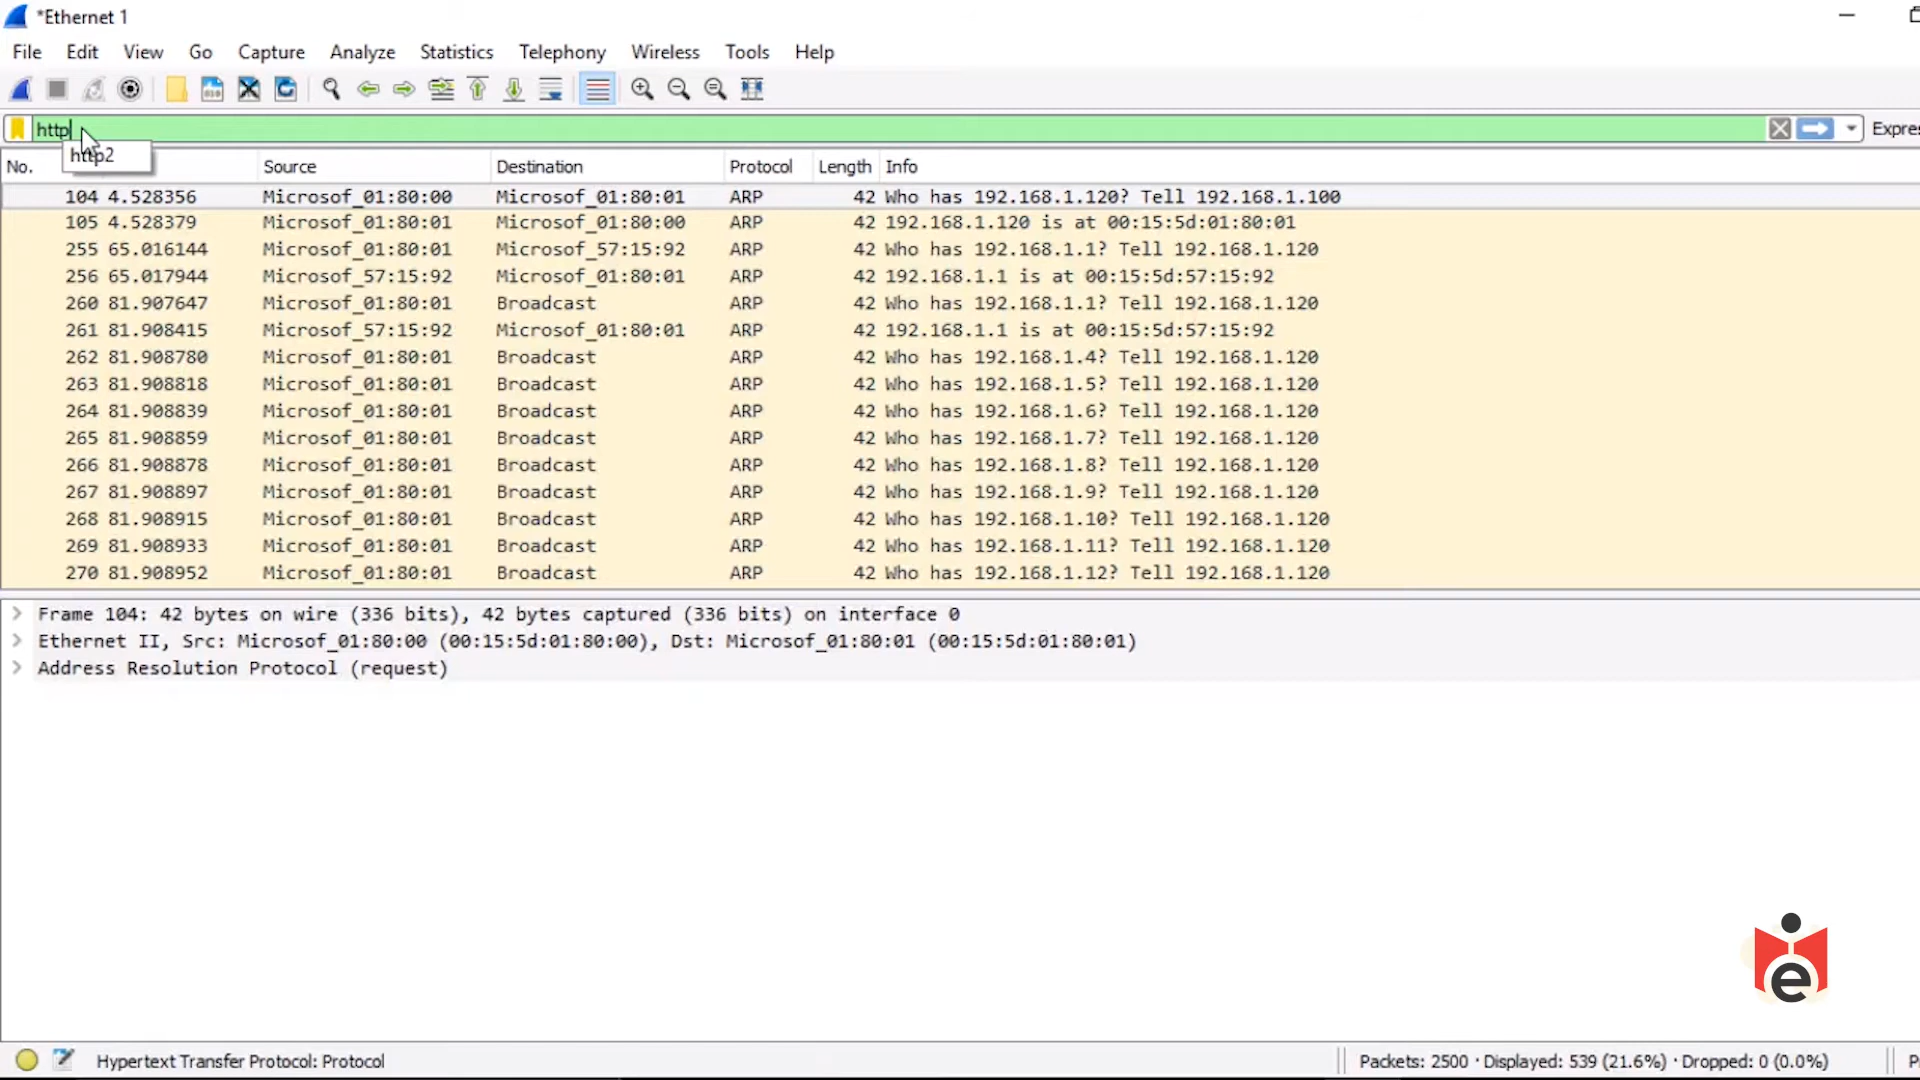 *Ethernet 1
File Edit View Go Capture Analyze Statistics Telephony Wireless Tools Help
http
http2
No. Source Destination Protocol Length Info
104 4.528356 Microsof_01:80:00 Microsof_01:80:01 ARP 42 Who has 192.168.1.120? Tell 192.168.1.100
105 4.528379 Microsof_01:80:01 Microsof_01:80:00 ARP 42 192.168.1.120 is at 00:15:5d:01:80:01
255 65.016144 Microsof_01:80:01 Microsof_57:15:92 ARP 42 Who has 192.168.1.1? Tell 192.168.1.120
256 65.017944 Microsof_57:15:92 Microsof_01:80:01 ARP 42 192.168.1.1 is at 00:15:5d:57:15:92
260 81.907647 Microsof_01:80:01 Broadcast ARP 42 Who has 192.168.1.1? Tell 192.168.1.120
261 81.908415 Microsof_57:15:92 Microsof_01:80:01 ARP 42 192.168.1.1 is at 00:15:5d:57:15:92
262 81.908780 Microsof_01:80:01 Broadcast ARP 42 Who has 192.168.1.4? Tell 192.168.1.120
263 81.908818 Microsof_01:80:01 Broadcast ARP 42 Who has 192.168.1.5? Tell 192.168.1.120
264 81.908839 Microsof_01:80:01 Broadcast ARP 42 Who has 192.168.1.6? Tell 192.168.1.120
265 81.908859 Microsof_01:80:01 Broadcast ARP 42 Who has 192.168.1.7? Tell 192.168.1.120
266 81.908878 Microsof_01:80:01 Broadcast ARP 42 Who has 192.168.1.8? Tell 192.168.1.120
267 81.908897 Microsof_01:80:01 Broadcast ARP 42 Who has 192.168.1.9? Tell 192.168.1.120
268 81.908915 Microsof_01:80:01 Broadcast ARP 42 Who has 192.168.1.10? Tell 192.168.1.120
269 81.908933 Microsof_01:80:01 Broadcast ARP 42 Who has 192.168.1.11? Tell 192.168.1.120
270 81.908952 Microsof_01:80:01 Broadcast ARP 42 Who has 192.168.1.12? Tell 192.168.1.120
Frame 104: 42 bytes on wire (336 bits), 42 bytes captured (336 bits) on interface 0
Ethernet II, Src: Microsof_01:80:00 (00:15:5d:01:80:00), Dst: Microsof_01:80:01 (00:15:5d:01:80:01)
Address Resolution Protocol (request)
e
Hypertext Transfer Protocol: Protocol
Packets: 2500 · Displayed: 539 (21.6%) · Dropped: 0 (0.0%)